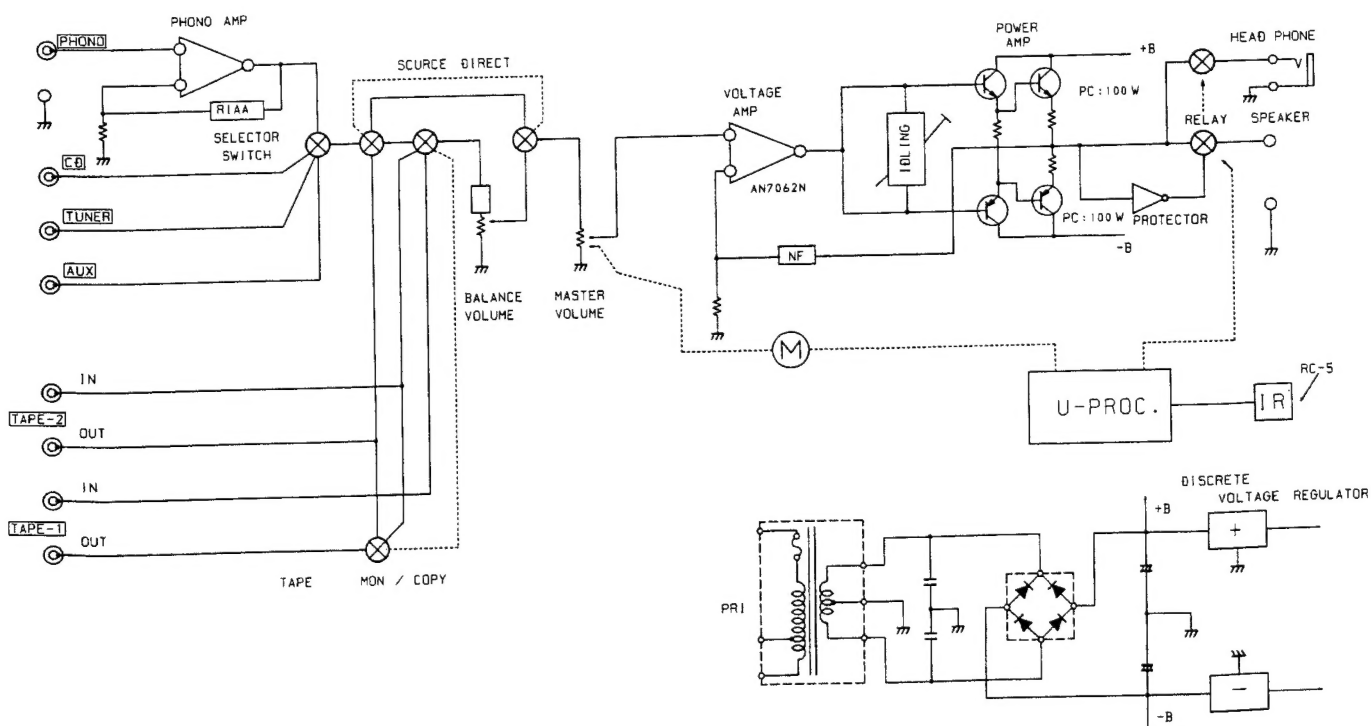 PHONO AMP
PHONO
RIAA
SELECTOR
SWITCH
SCURCE DIRECT
CD
TUNER
AUX
BALANCE
VOLUME
MASTER
VOLUME
VOLTAGE
AMP
AN7062N
IDLING
NF
POWER
AMP
+B
PC:100W
PC:100W
-B
HEAD PHONE
RELAY
SPEAKER
PROTECTOR
M
U-PROC.
IR
RC-5
IN
TAPE-2
OUT
IN
TAPE-1
OUT
TAPE MON / COPY
PRI
DISCRETE
VOLTAGE REGULATOR
+B
+
-B
-